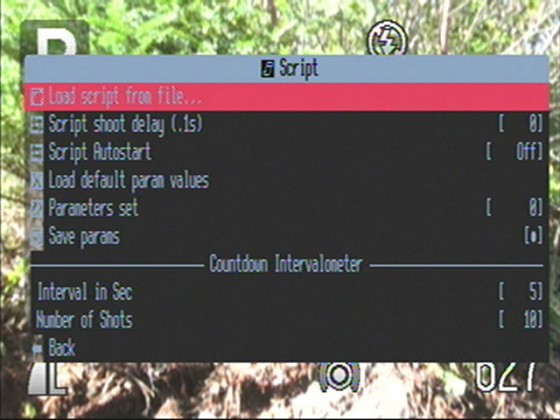 P
Script
Load script from file...
Script shoot delay (.1s) [ 0]
Script Autostart [ Off]
Load default param values
Parameters set [ 0]
Save params [•]
Countdown Intervalometer
Interval in Sec [ 5]
Number of Shots [ 10]
Back
L 627